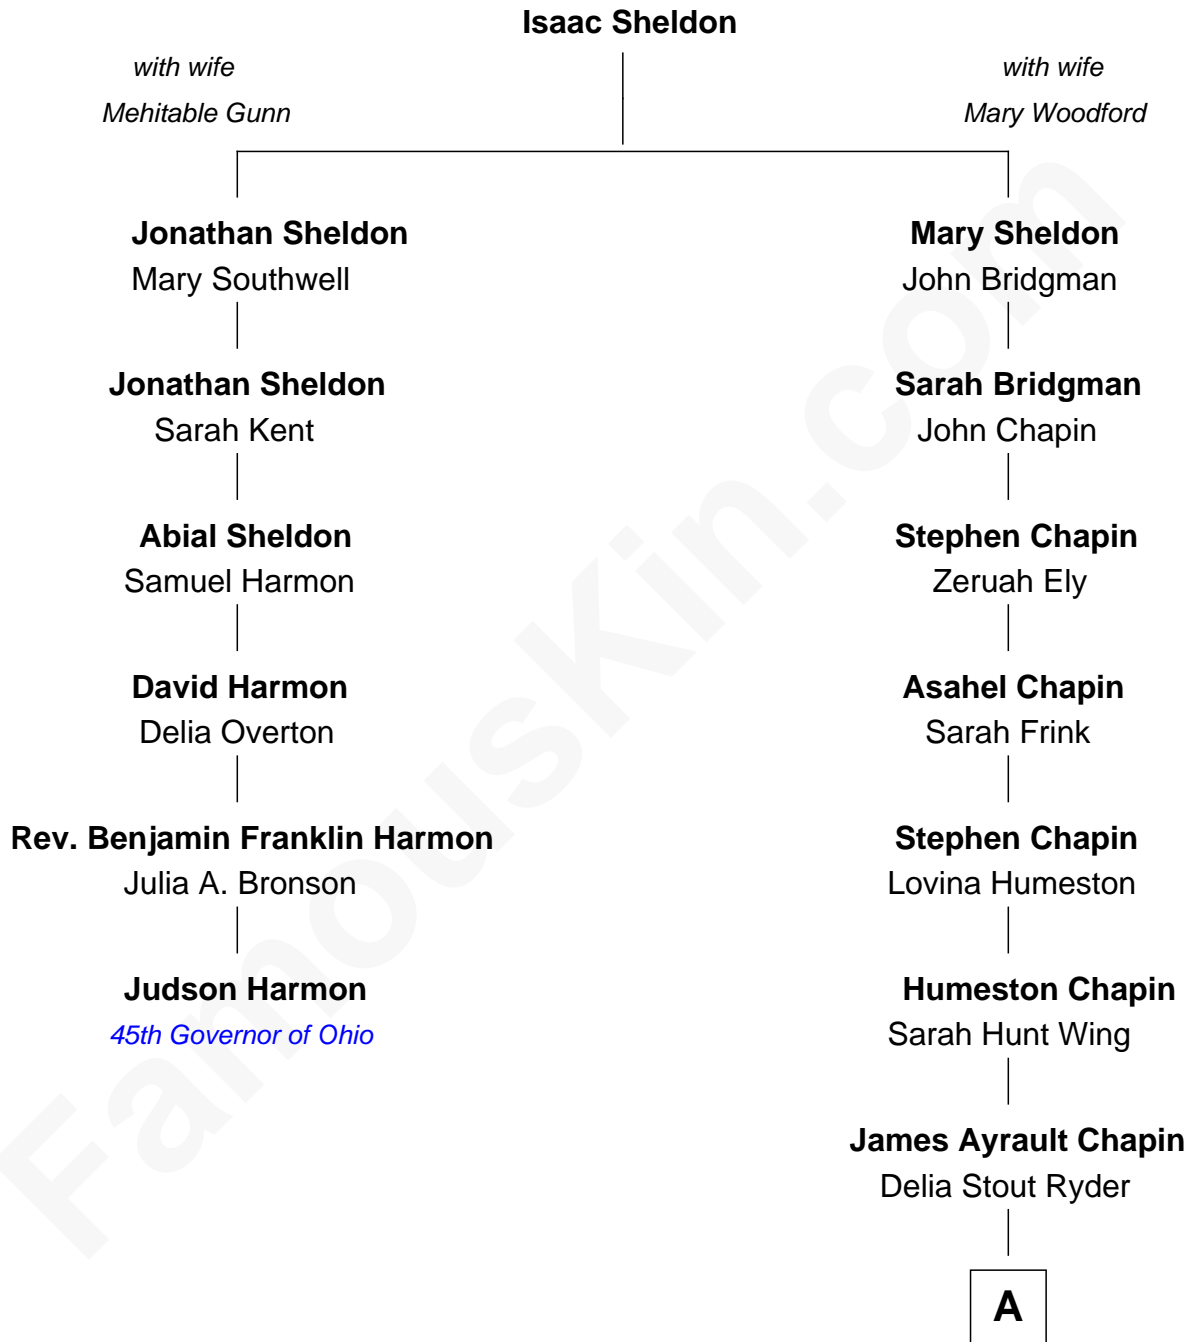 Isaac Sheldon
with wife
Mehitable Gunn
with wife
Mary Woodford
Jonathan Sheldon
Mary Southwell
Jonathan Sheldon
Sarah Kent
Abial Sheldon
Samuel Harmon
David Harmon
Delia Overton
Rev. Benjamin Franklin Harmon
Julia A. Bronson
Judson Harmon
45th Governor of Ohio
Mary Sheldon
John Bridgman
Sarah Bridgman
John Chapin
Stephen Chapin
Zeruah Ely
Asahel Chapin
Sarah Frink
Stephen Chapin
Lovina Humeston
Humeston Chapin
Sarah Hunt Wing
James Ayrault Chapin
Delia Stout Ryder
A
FamousKin.com